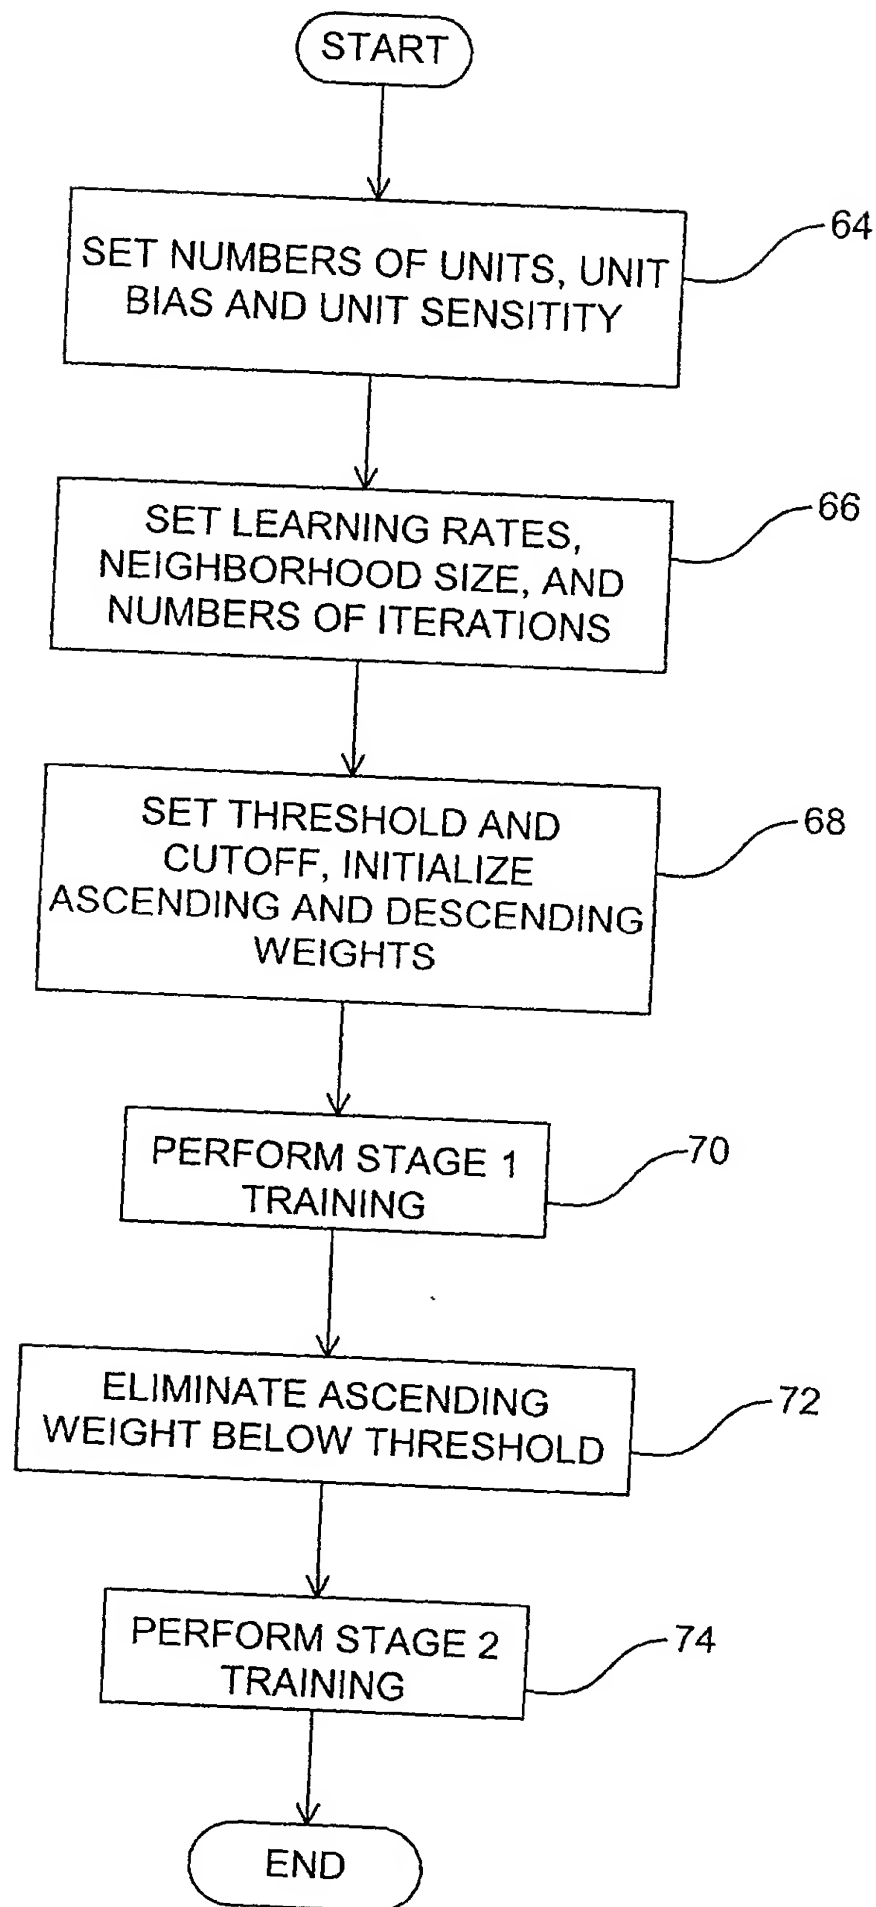 START
SET NUMBERS OF UNITS, UNIT
BIAS AND UNIT SENSITITY
64
SET LEARNING RATES,
NEIGHBORHOOD SIZE, AND
NUMBERS OF ITERATIONS
66
SET THRESHOLD AND
CUTOFF, INITIALIZE
ASCENDING AND DESCENDING
WEIGHTS
68
PERFORM STAGE 1
TRAINING
70
ELIMINATE ASCENDING
WEIGHT BELOW THRESHOLD
72
PERFORM STAGE 2
TRAINING
74
END